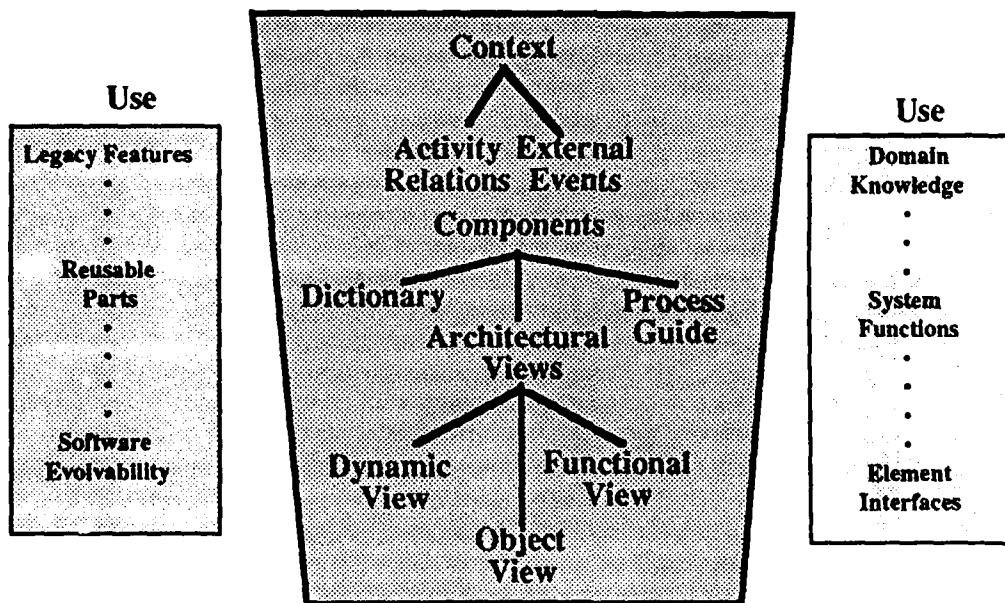 Use
Legacy Features
Reusable
Parts
Software
Evolvability
Context
Activity External
Relations Events
Components
Dictionary
Process
Guide
Architectural
Views
Dynamic
View
Functional
View
Object
View
Use
Domain
Knowledge
System
Functions
Element
Interfaces